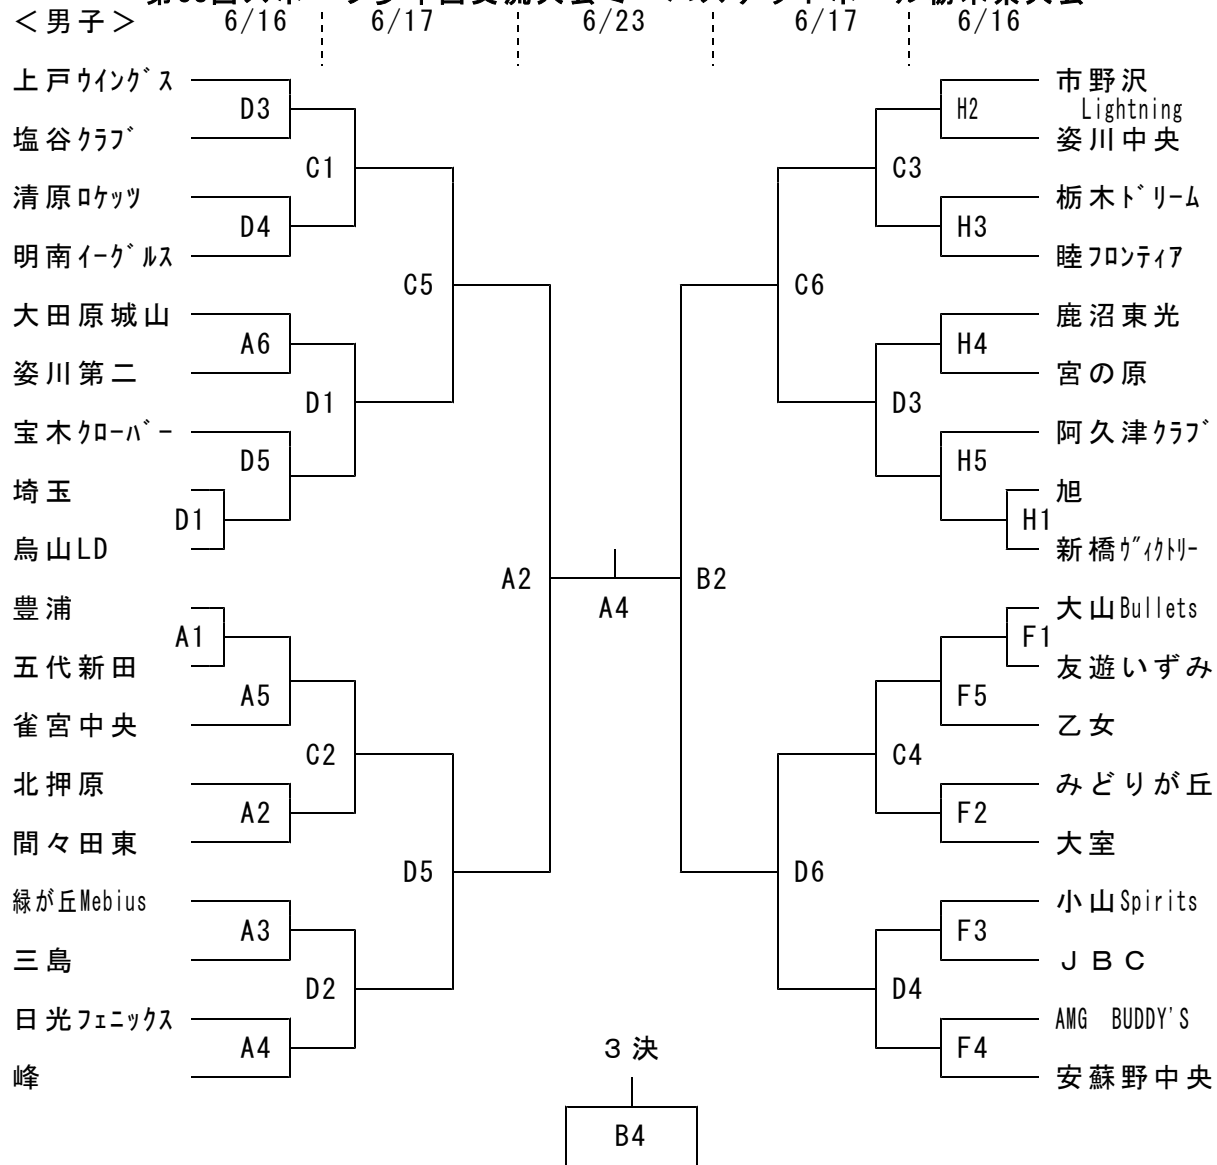 ＜男子＞ 6/16 6/17 6/23 6/17 6/16
上戸ｳｲﾝｸﾞｽ
塩谷ｸﾗﾌﾞ
清原ﾛｹｯﾂ
明南ｲｰｸﾞﾙｽ
大田原城山
姿川第二
宝木ｸﾛｰﾊﾞｰ
埼玉
烏山LD
豊浦
五代新田
雀宮中央
北押原
間々田東
緑が丘Mebius
三島
日光ﾌｪﾆｯｸｽ
峰
D3
D4
A6
D5
D1
A1
A5
A2
A3
A4
C1
D1
C2
D2
C5
D5
A2
A4
B2
C6
D6
C3
D3
C4
D4
H2
H3
H4
H5
H1
F1
F5
F2
F3
F4
市野沢
Lightning
姿川中央
栃木ﾄﾞﾘｰﾑ
睦ﾌﾛﾝﾃｨｱ
鹿沼東光
宮の原
阿久津ｸﾗﾌﾞ
旭
新橋ｳﾞｨｸﾄﾘｰ
大山Bullets
友遊いずみ
乙女
みどりが丘
大室
小山Spirits
ＪＢＣ
AMG BUDDY'S
安蘇野中央
３決
B4